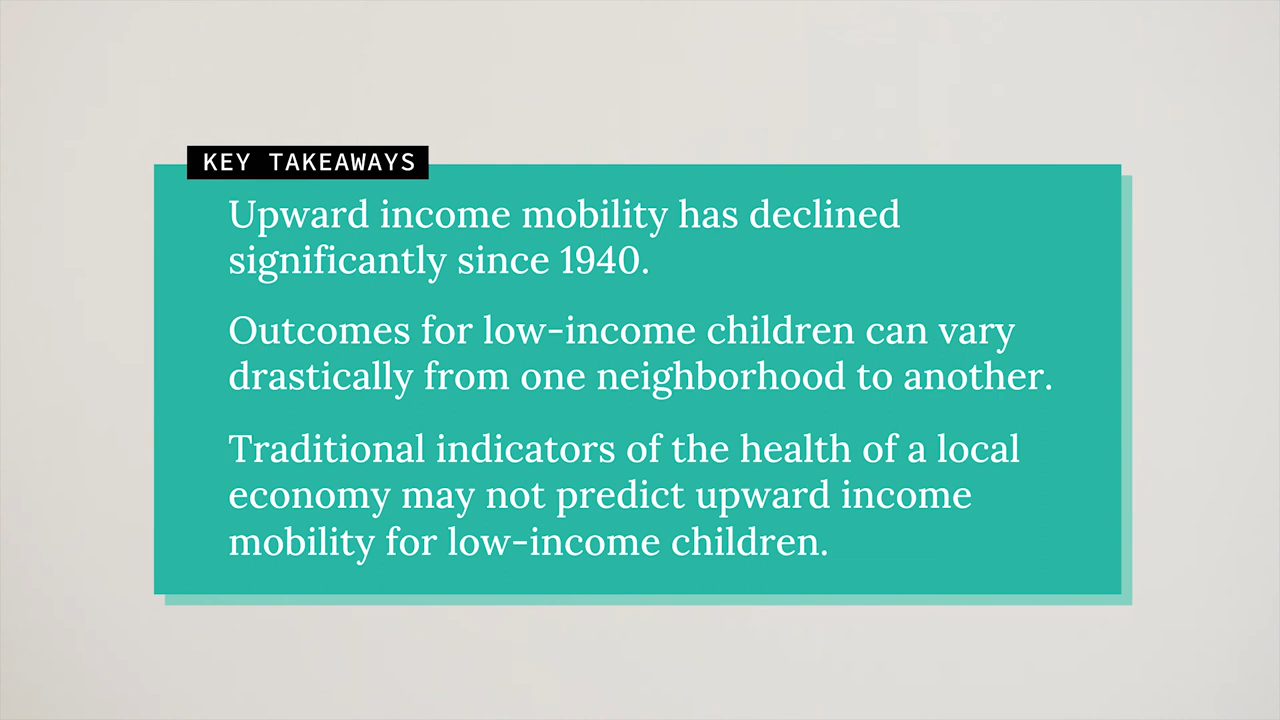 KEY TAKEAWAYS
Upward income mobility has declined
significantly since 1940.
Outcomes for low-income children can vary
drastically from one neighborhood to another.
Traditional indicators of the health of a local
economy may not predict upward income
mobility for low-income children.